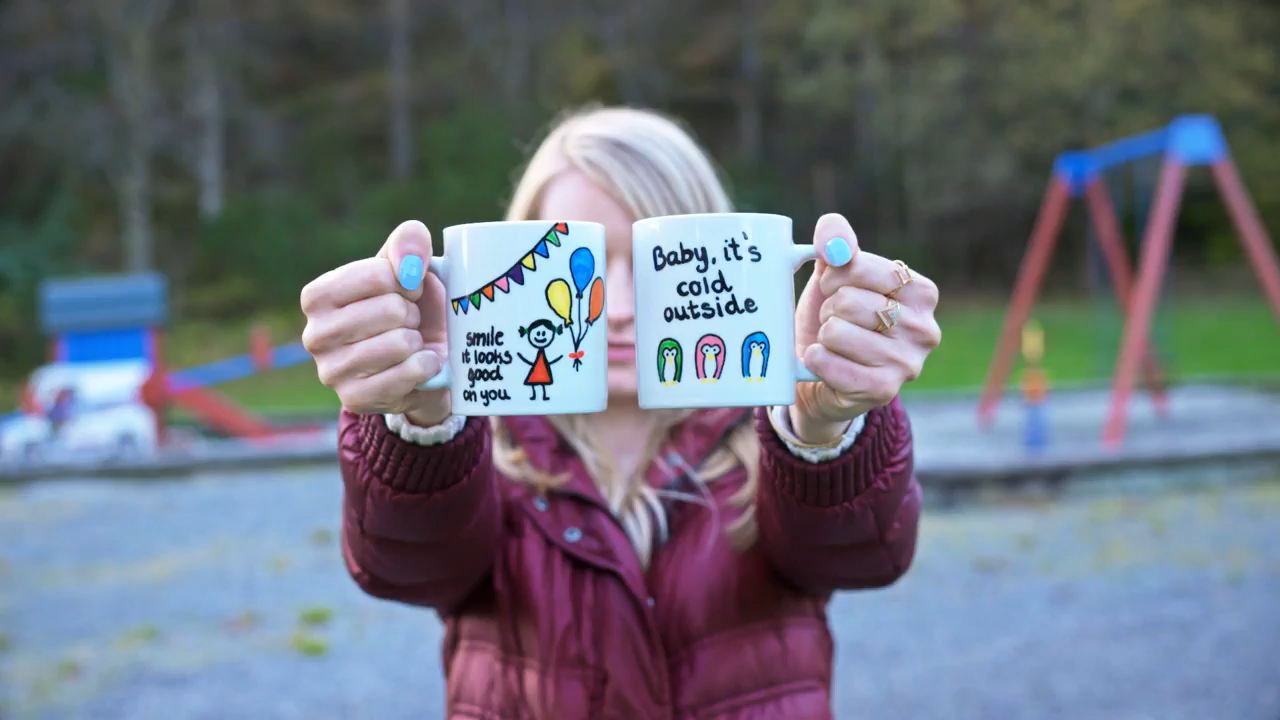 smile
it looks
good
on you
Baby, it's
cold
outside